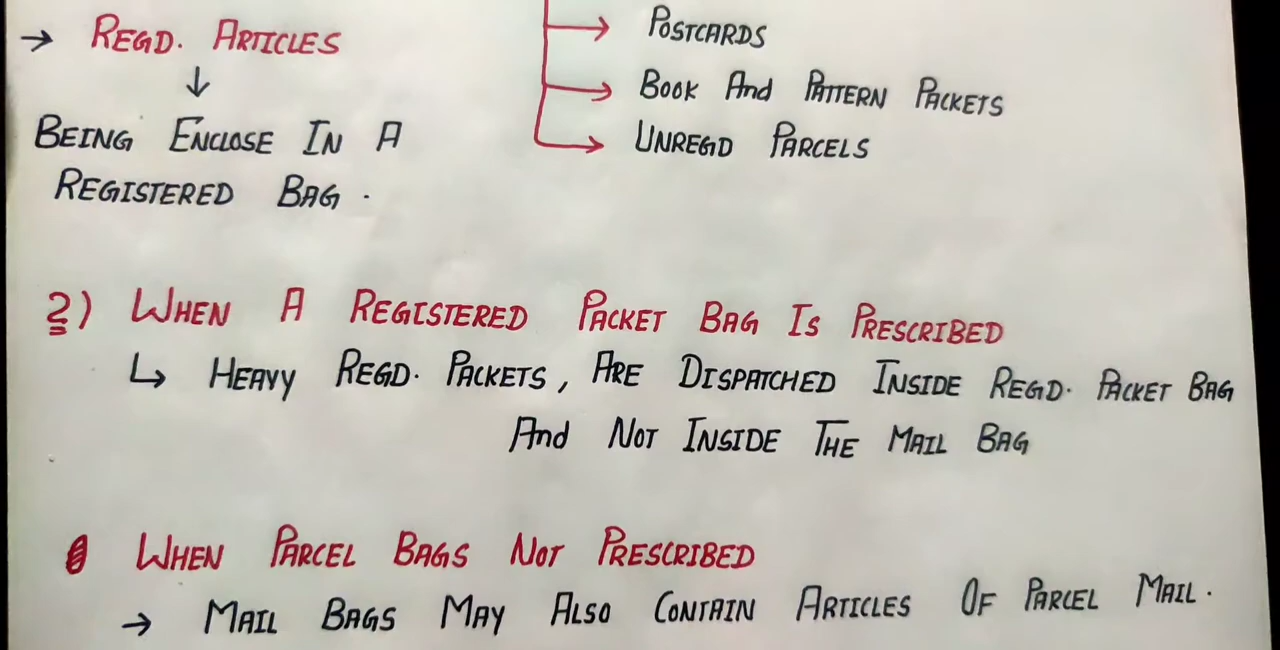 → REGD. ARTICLES
↓
BEING ENCLOSE IN A
REGISTERED BAG.
→ POSTCARDS
→ BOOK And PATTERN PACKETS
→ UNREGD PARCELS
2) WHEN A REGISTERED PACKET BAG IS PRESCRIBED
↳ HEAVY REGD. PACKETS, ARE DISPATCHED INSIDE REGD. PACKET BAG
And NOT INSIDE THE MAIL BAG
WHEN PARCEL BAGS NOT PRESCRIBED
→ MAIL BAGS MAY ALSO CONTAIN ARTICLES OF PARCEL MAIL.